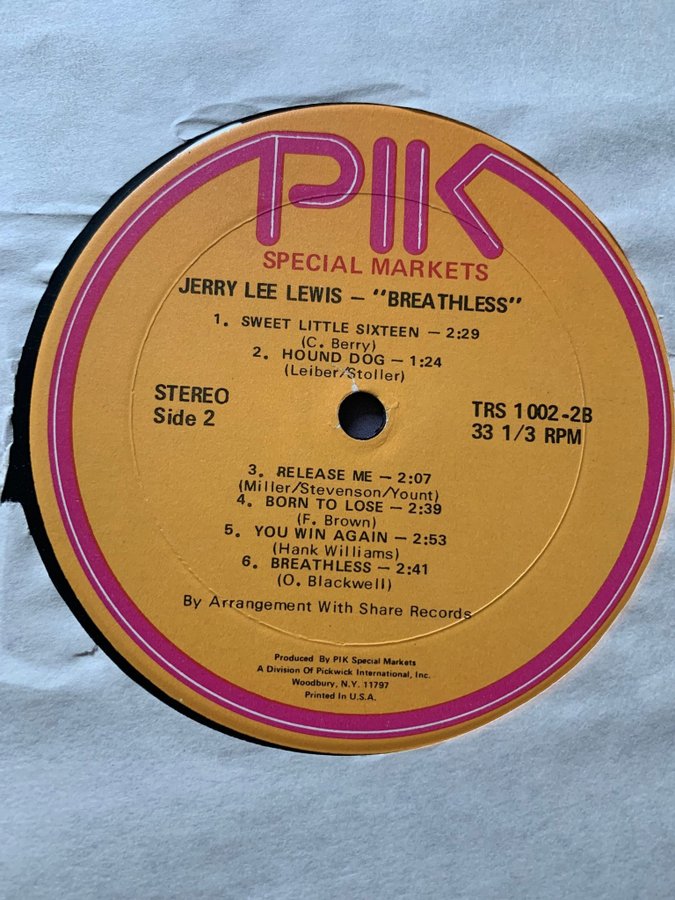 PIK
SPECIAL MARKETS
JERRY LEE LEWIS – "BREATHLESS"
1. SWEET LITTLE SIXTEEN – 2:29
(C. Berry)
2. HOUND DOG – 1:24
(Leiber/Stoller)
STEREO
Side 2
TRS 1002-2B
33 1/3 RPM
3. RELEASE ME – 2:07
(Miller/Stevenson/Yount)
4. BORN TO LOSE – 2:39
(F. Brown)
5. YOU WIN AGAIN – 2:53
(Hank Williams)
6. BREATHLESS – 2:41
(O. Blackwell)
By Arrangement With Share Records
Produced By PIK Special Markets
A Division Of Pickwick International, Inc.
Woodbury, N.Y. 11797
Printed In U.S.A.